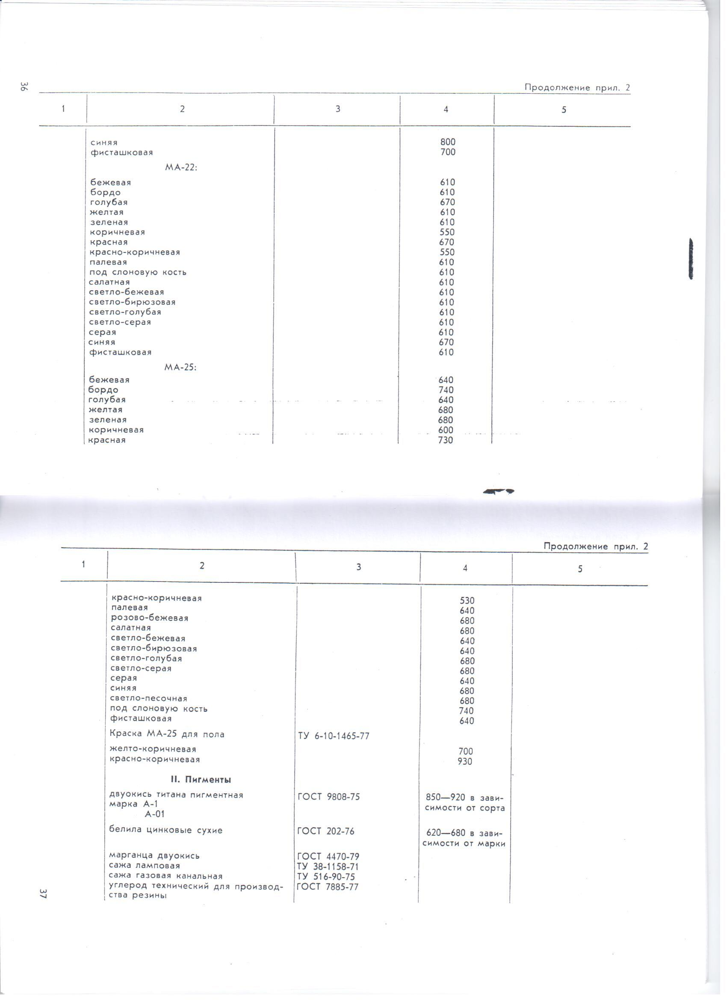 36
Продолжение прил. 2
1 2 3 4 5
синяя 800
фисташковая 700
МА-22:
бежевая 610
бордо 610
голубая 670
желтая 610
зеленая 610
коричневая 550
красная 670
красно-коричневая 550
палевая 610
под слоновую кость 610
салатная 610
светло-бежевая 610
светло-бирюзовая 610
светло-голубая 610
светло-серая 610
серая 610
синяя 670
фисташковая 610
МА-25:
бежевая 640
бордо 740
голубая 640
желтая 680
зеленая 680
коричневая 600
красная 730
Продолжение прил. 2
1 2 3 4 5
красно-коричневая 530
палевая 640
розово-бежевая 680
салатная 680
светло-бежевая 640
светло-бирюзовая 640
светло-голубая 680
светло-серая 680
серая 640
синяя 680
светло-песочная 680
под слоновую кость 740
фисташковая 640
Краска МА-25 для пола ТУ 6-10-1465-77
желто-коричневая 700
красно-коричневая 930
II. Пигменты
двуокись титана пигментная ГОСТ 9808-75 850—920 в зави-
марка А-1 симости от сорта
А-01
белила цинковые сухие ГОСТ 202-76 620—680 в зави-
симости от марки
марганца двуокись ГОСТ 4470-79
сажа ламповая ТУ 38-1158-71
сажа газовая канальная ТУ 516-90-75
углерод технический для производ- ГОСТ 7885-77
ства резины
37